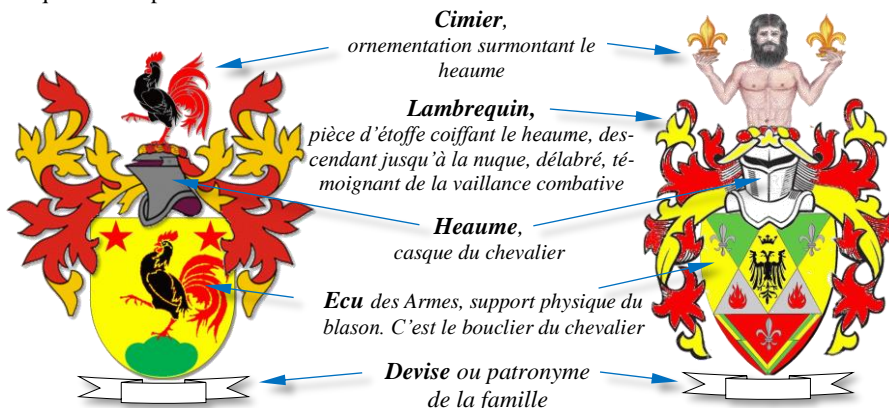 Cimier,
ornementation surmontant le
heaume
Lambrequin,
pièce d’étoffe coiffant le heaume, des-
cendant jusqu’à la nuque, délabré, té-
moignant de la vaillance combative
Heaume,
casque du chevalier
Ecu des Armes, support physique du
blason. C’est le bouclier du chevalier
Devise ou patronyme
de la famille